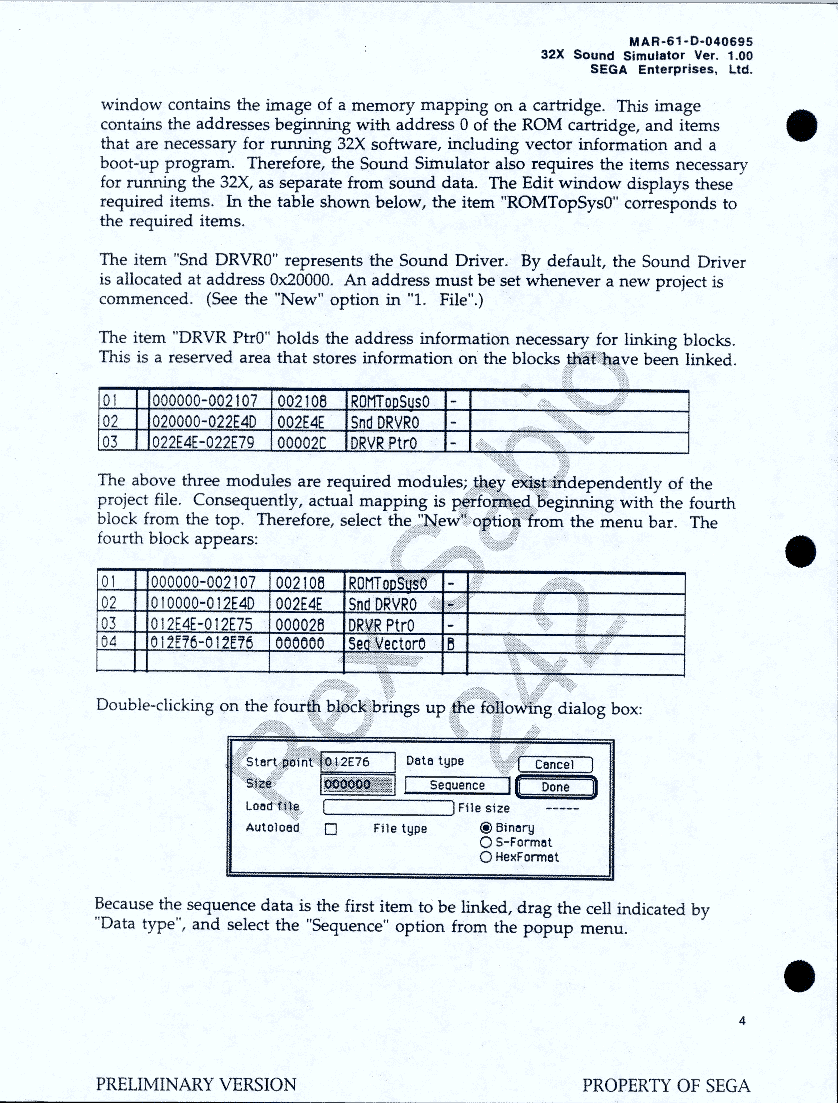 MAR-61-D-040695
32X Sound Simulator Ver. 1.00
SEGA Enterprises, Ltd.
window contains the image of a memory mapping on a cartridge. This image
contains the addresses beginning with address 0 of the ROM cartridge, and items
that are necessary for running 32X software, including vector information and a
boot-up program. Therefore, the Sound Simulator also requires the items necessary
for running the 32X, as separate from sound data. The Edit window displays these
required items. In the table shown below, the item "ROMTopSys0" corresponds to
the required items.
The item "Snd DRVR0" represents the Sound Driver. By default, the Sound Driver
is allocated at address 0x20000. An address must be set whenever a new project is
commenced. (See the "New" option in "1. File".)
The item "DRVR Ptr0" holds the address information necessary for linking blocks.
This is a reserved area that stores information on the blocks that have been linked.
01 000000-002107 002108 ROMTopSys0 -
02 020000-022E4D 002E4E Snd DRVR0 -
03 022E4E-022E79 00002C DRVR Ptr0 -
The above three modules are required modules; they exist independently of the
project file. Consequently, actual mapping is performed beginning with the fourth
block from the top. Therefore, select the "New" option from the menu bar. The
fourth block appears:
01 000000-002107 002108 ROMTopSys0 -
02 010000-012E4D 002E4E Snd DRVR0 -
03 012E4E-012E75 000028 DRVR Ptr0 -
04 012E76-012E76 000000 Seq Vector0 B
Double-clicking on the fourth block brings up the following dialog box:
Start point 012E76 Data type Cancel
Size 000000 Sequence Done
Load file File size -----
Autoload File type Binary
S-Format
HexFormat
Because the sequence data is the first item to be linked, drag the cell indicated by
"Data type", and select the "Sequence" option from the popup menu.
4
PRELIMINARY VERSION PROPERTY OF SEGA
Rex Sabio
242